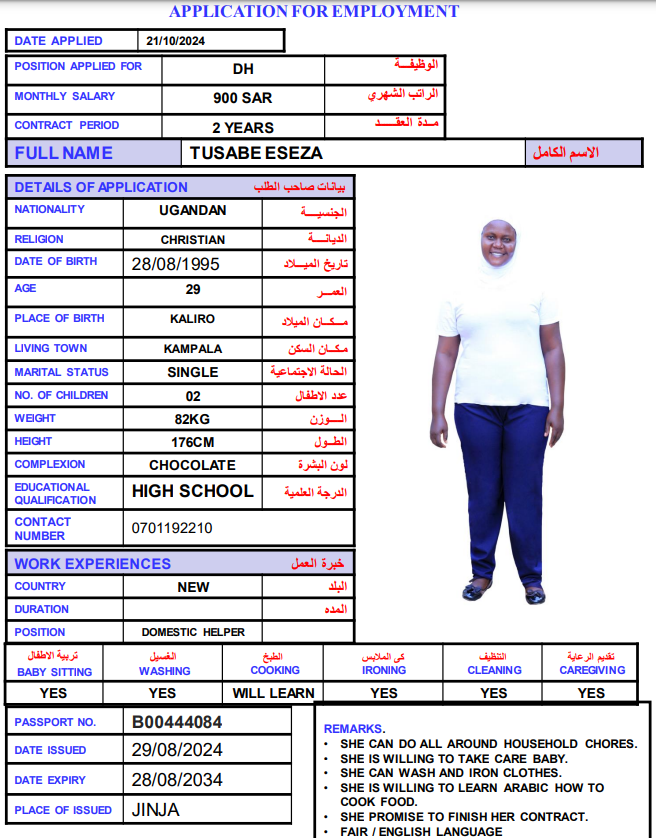 APPLICATION FOR EMPLOYMENT
DATE APPLIED 21/10/2024
POSITION APPLIED FOR DH الوظيفـــة
MONTHLY SALARY 900 SAR الراتب الشهري
CONTRACT PERIOD 2 YEARS مـدة العقـــد
FULL NAME TUSABE ESEZA الاسم الكامل
DETAILS OF APPLICATION بيانات صاحب الطلب
NATIONALITY UGANDAN الجنسيـــة
RELIGION CHRISTIAN الديانـــة
DATE OF BIRTH 28/08/1995 تاريخ الميـــلاد
AGE 29 العمـــر
PLACE OF BIRTH KALIRO مـكـــان الميلاد
LIVING TOWN KAMPALA مـكـان السكن
MARITAL STATUS SINGLE الحالة الاجتماعية
NO. OF CHILDREN 02 عدد الاطفال
WEIGHT 82KG الـــوزن
HEIGHT 176CM الطـول
COMPLEXION CHOCOLATE لون البشرة
EDUCATIONAL QUALIFICATION HIGH SCHOOL الدرجة العلمية
CONTACT NUMBER 0701192210
WORK EXPERIENCES خبرة العمل
COUNTRY NEW البلد
DURATION المده
POSITION DOMESTIC HELPER
تربية الاطفال الغسيل الطبخ كي الملابس التنظيف تقديم الرعاية
BABY SITTING WASHING COOKING IRONING CLEANING CAREGIVING
YES YES WILL LEARN YES YES YES
PASSPORT NO. B00444084
DATE ISSUED 29/08/2024
DATE EXPIRY 28/08/2034
PLACE OF ISSUED JINJA
REMARKS.
• SHE CAN DO ALL AROUND HOUSEHOLD CHORES.
• SHE IS WILLING TO TAKE CARE BABY.
• SHE CAN WASH AND IRON CLOTHES.
• SHE IS WILLING TO LEARN ARABIC HOW TO
COOK FOOD.
• SHE PROMISE TO FINISH HER CONTRACT.
• FAIR / ENGLISH LANGUAGE